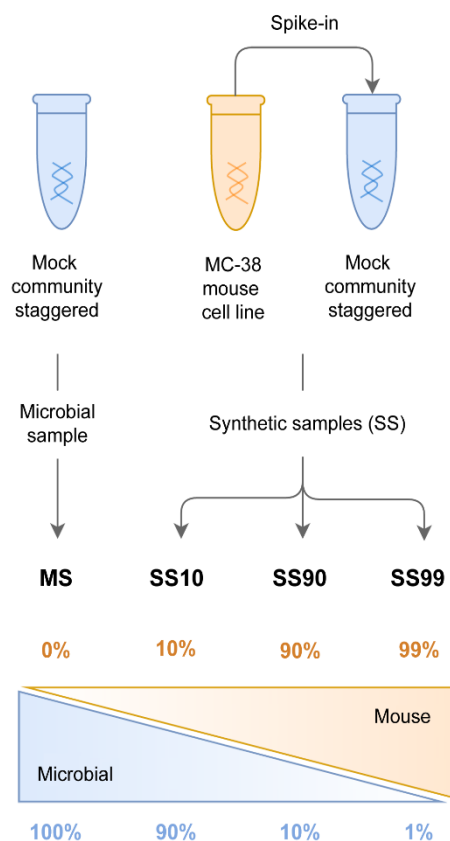 Spike-in
Mock
community
staggered
MC-38
mouse
cell line
Mock
community
staggered
Microbial
sample
Synthetic samples (SS)
MS SS10 SS90 SS99
0% 10% 90% 99%
Mouse
Microbial
100% 90% 10% 1%